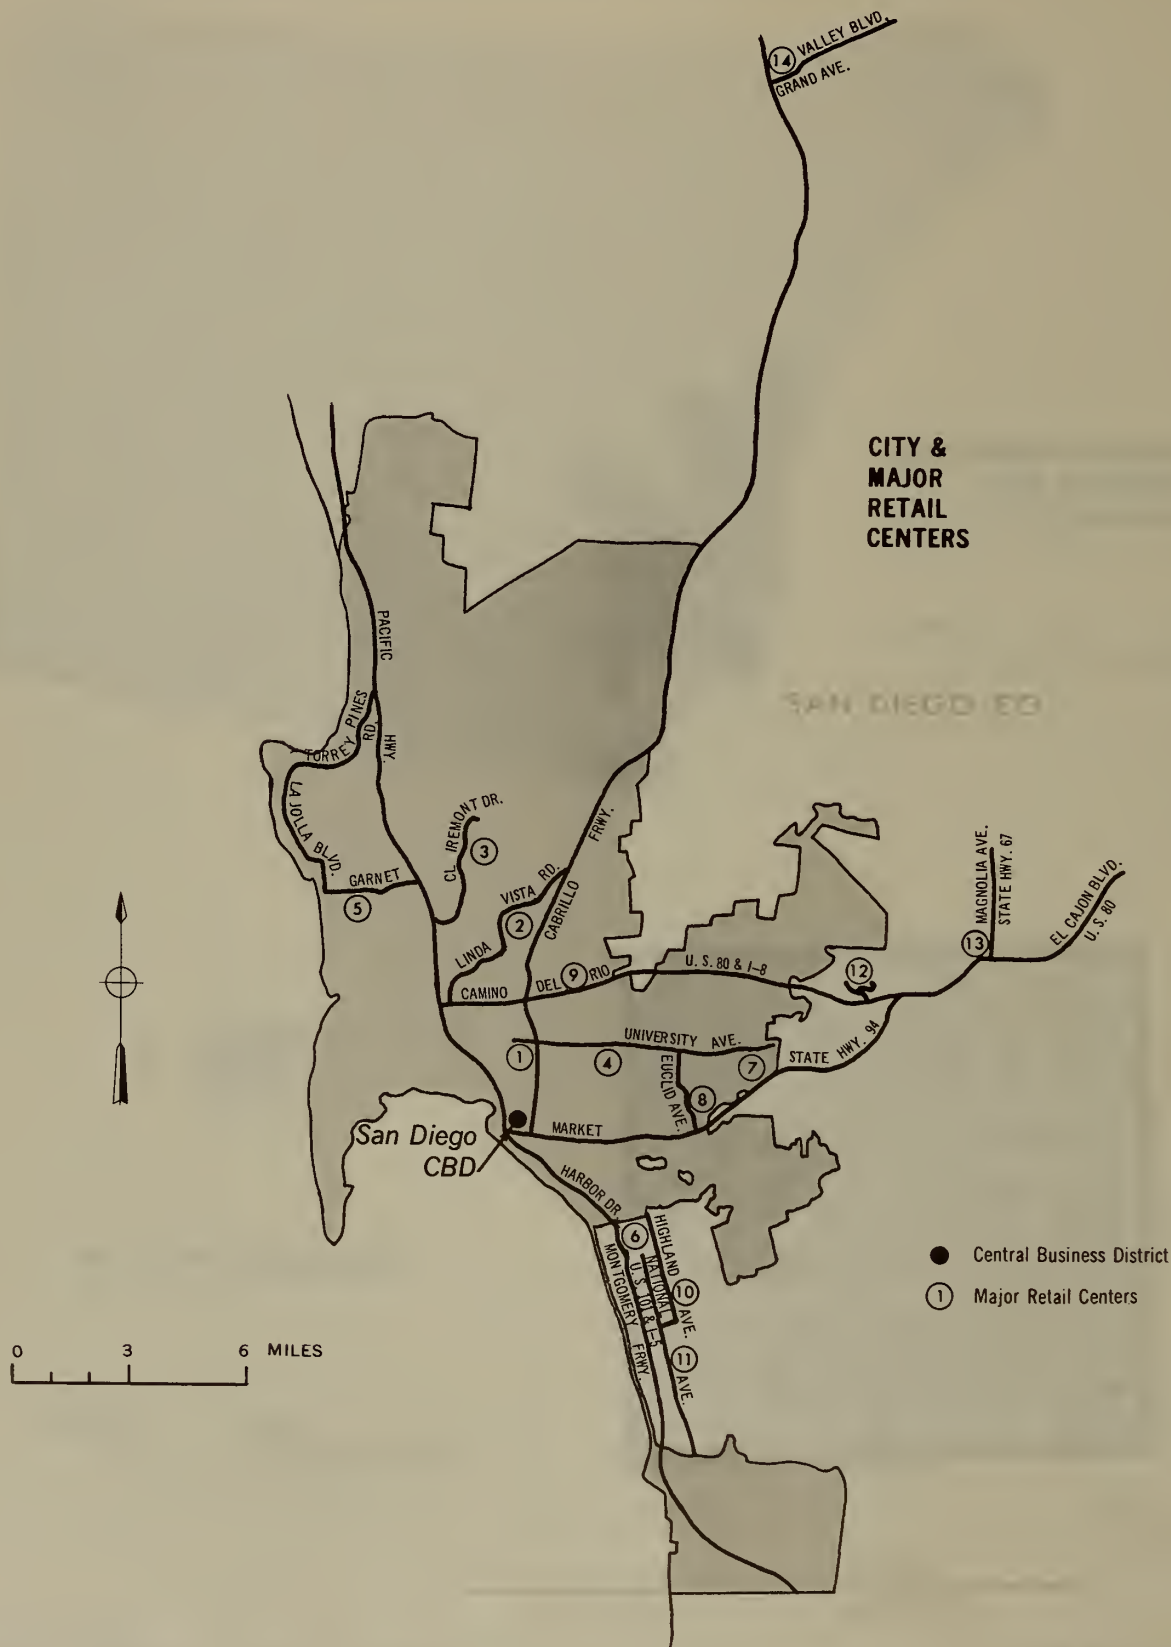 14
VALLEY BLVD.
GRAND AVE.
CITY &
MAJOR
RETAIL
CENTERS
PACIFIC
HWY.
SAN DIEGO CO
TORREY PINES
RD.
LA JOLLA BLVD.
CL IREMONT DR.
3
GARNET
5
FRWY.
CABRILLO
VISTA RD.
2
LINDA
CAMINO
DEL RIO
9
U. S. 80 & I-8
12
13
MAGNOLIA AVE.
STATE HWY. 67
EL CAJON BLVD.
U. S. 80
UNIVERSITY AVE.
1
4
7
STATE HWY. 94
EUCLID AVE.
8
MARKET
San Diego
CBD
HARBOR DR.
6
HIGHLAND
AVE.
NATIONAL
AVE.
U. S. 101 & I-5
MONTGOMERY FRWY.
10
11
Central Business District
1 Major Retail Centers
0 3 6 MILES